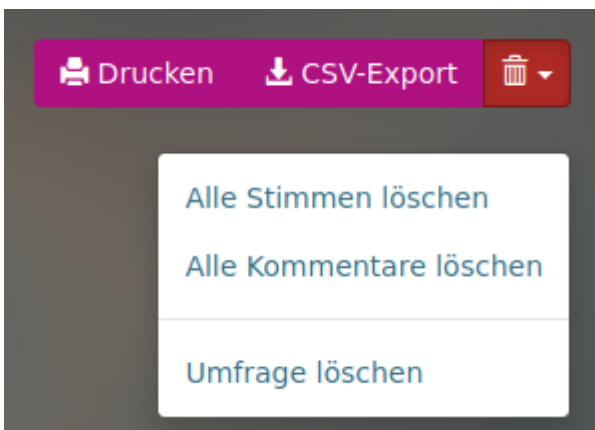 Drucken CSV-Export
Alle Stimmen löschen
Alle Kommentare löschen
Umfrage löschen